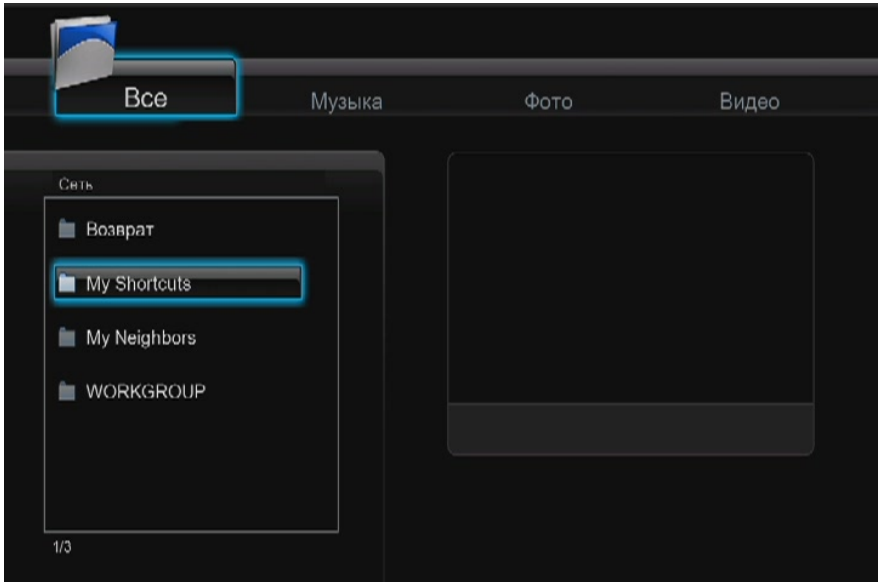 Все
Музыка
Фото
Видео
Сеть
Возврат
My Shortcuts
My Neighbors
WORKGROUP
1/3